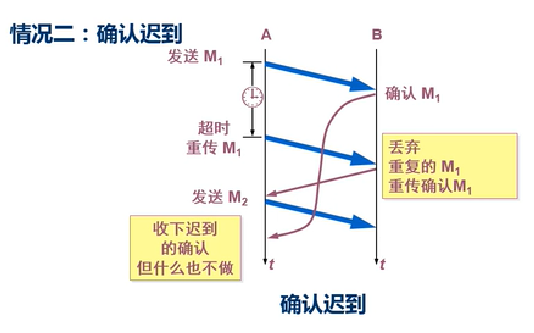 情况二：确认迟到
A
B
发送 M1
确认 M1
超时
重传 M1
丢弃
重复的 M1
重传确认M1
发送 M2
收下迟到
的确认
但什么也不做
t
t
确认迟到